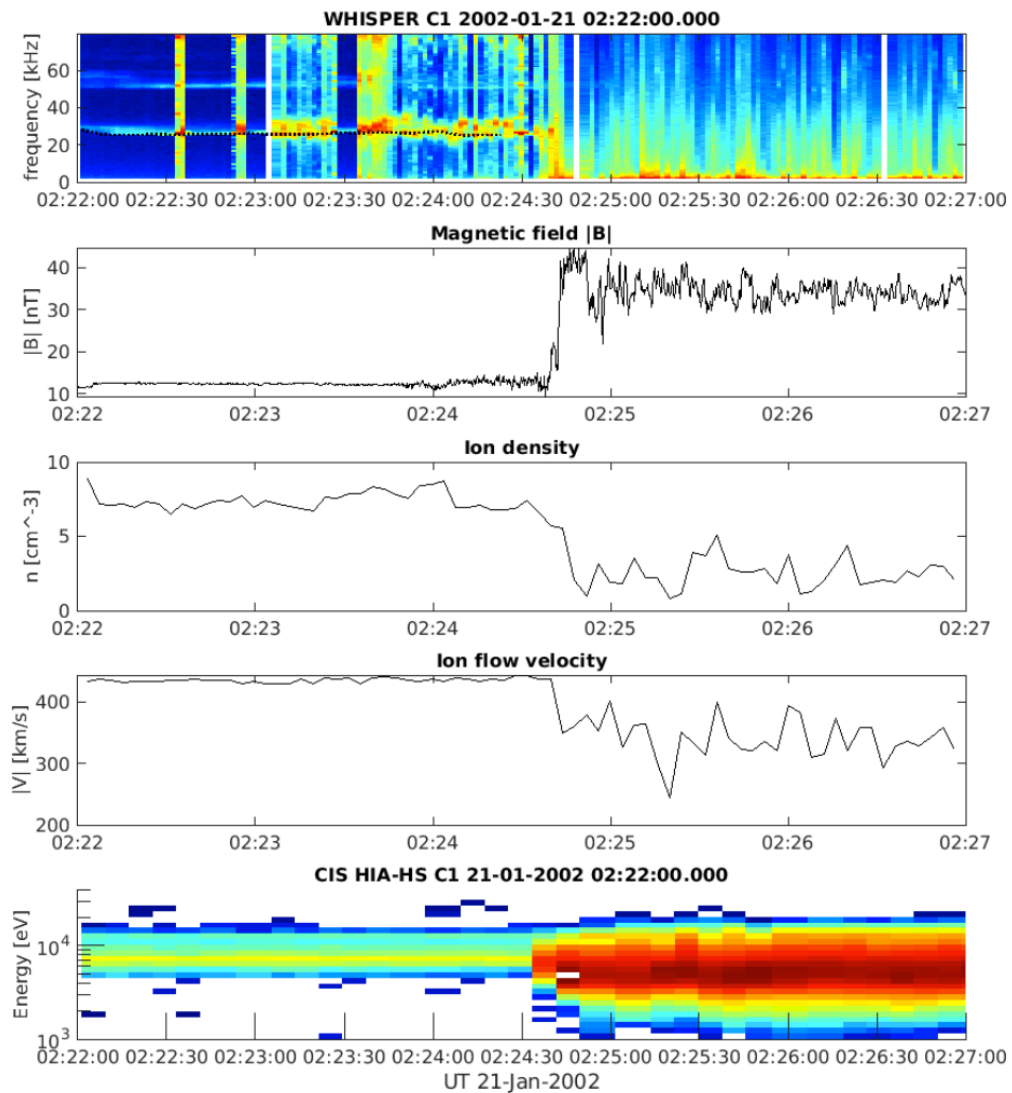 WHISPER C1 2002-01-21 02:22:00.000
frequency [kHz]
60
40
20
0
02:22:00 02:22:30 02:23:00 02:23:30 02:24:00 02:24:30 02:25:00 02:25:30 02:26:00 02:26:30 02:27:00
Magnetic field |B|
|B| [nT]
40
30
20
10
02:22 02:23 02:24 02:25 02:26 02:27
Ion density
n [cm^-3]
10
5
0
02:22 02:23 02:24 02:25 02:26 02:27
Ion flow velocity
|V| [km/s]
400
300
200
02:22 02:23 02:24 02:25 02:26 02:27
CIS HIA-HS C1 21-01-2002 02:22:00.000
Energy [eV]
10^4
10^3
02:22:00 02:22:30 02:23:00 02:23:30 02:24:00 02:24:30 02:25:00 02:25:30 02:26:00 02:26:30 02:27:00
UT 21-Jan-2002